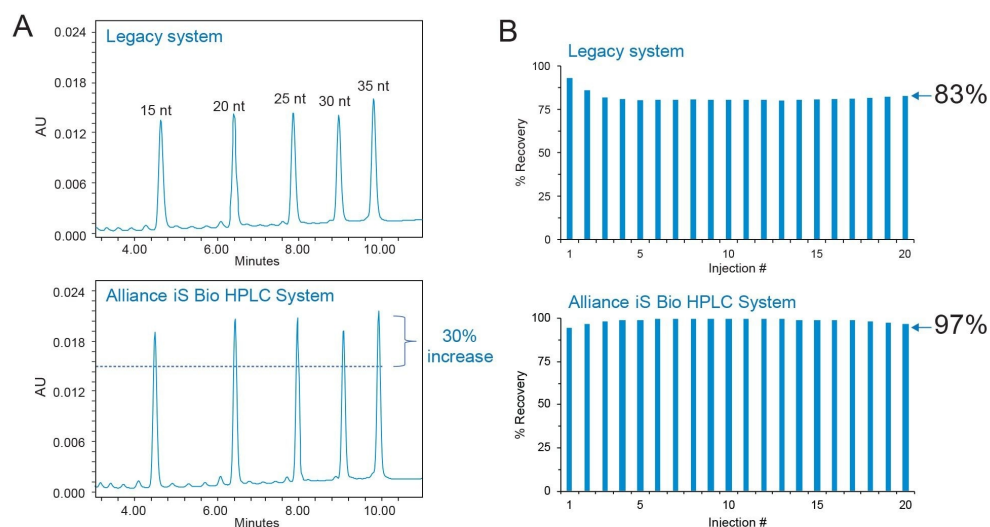 A
Legacy system
0.024
0.018
0.012
0.006
0.000
AU
15 nt
20 nt
25 nt
30 nt
35 nt
4.00
6.00
8.00
10.00
Minutes
Alliance iS Bio HPLC System
0.024
0.018
0.012
0.006
0.000
AU
30%
increase
4.00
6.00
8.00
10.00
Minutes
B
Legacy system
100
75
50
25
0
% Recovery
83%
1
5
10
15
20
Injection #
Alliance iS Bio HPLC System
100
75
50
25
0
% Recovery
97%
1
5
10
15
20
Injection #